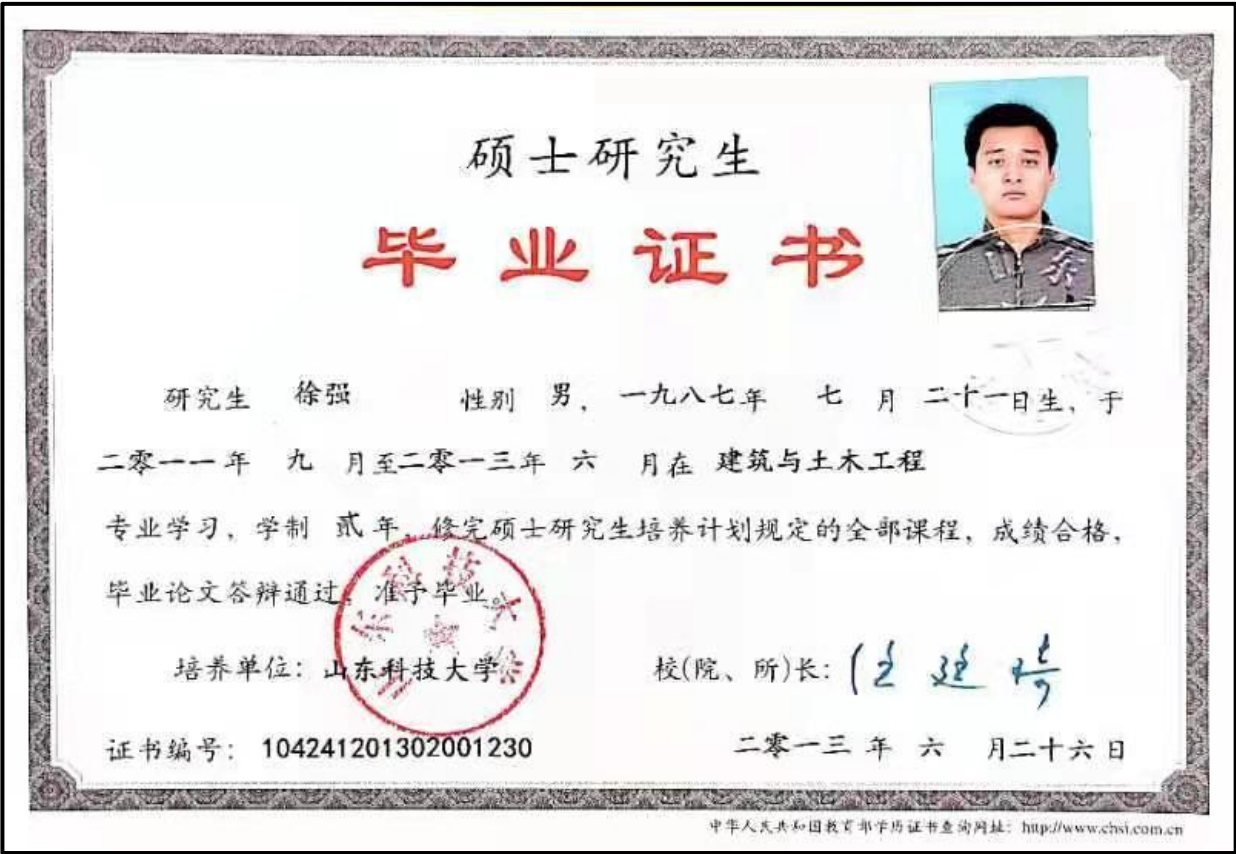 硕士研究生
毕业证书
研究生 徐强 性别 男，一九八七年 七 月 二十一日生，于
二零一一年 九 月至二零一三年 六 月在 建筑与土木工程
专业学习，学制 贰 年，修完硕士研究生培养计划规定的全部课程，成绩合格，
毕业论文答辩通过，准予毕业。
山东科技大学
培养单位：山东科技大学 校(院、所)长：
证书编号：104241201302001230 二零一三 年 六 月二十六日
中华人民共和国教育部学历证书查询网址：http://www.chsi.com.cn